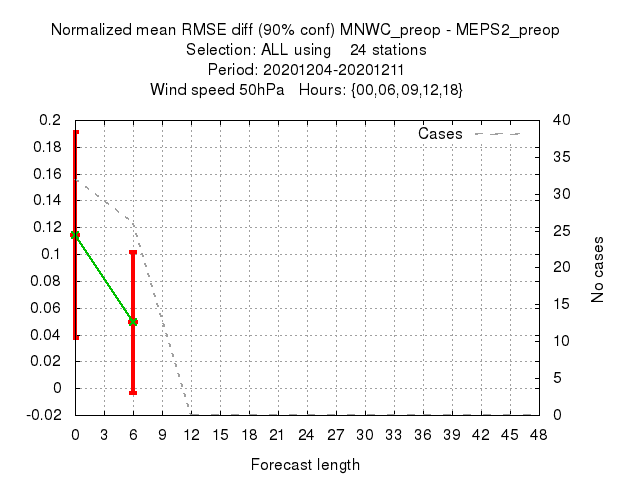 Normalized mean RMSE diff (90% conf) MNWC_preop - MEPS2_preop
Selection: ALL using 24 stations
Period: 20201204-20201211
Wind speed 50hPa Hours: {00,06,09,12,18}
Cases
0.2
0.18
0.16
0.14
0.12
0.1
0.08
0.06
0.04
0.02
0
-0.02
40
35
30
25
20
15
10
5
0
No cases
0 3 6 9 12 15 18 21 24 27 30 33 36 39 42 45 48
Forecast length